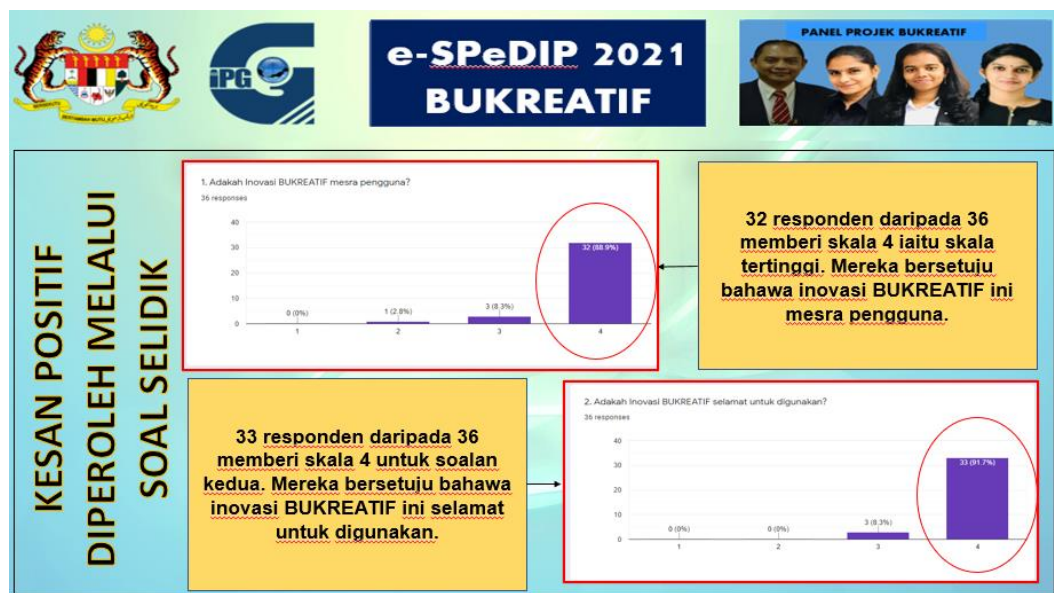 iPG
e-SPeDIP 2021
BUKREATIF
PANEL PROJEK BUKREATIF
KESAN POSITIF
DIPEROLEH MELALUI
SOAL SELIDIK
1. Adakah Inovasi BUKREATIF mesra pengguna?
36 responses
40
30
20
10
0
0 (0%)
1 (2.8%)
3 (8.3%)
32 (88.9%)
1
2
3
4
32 responden daripada 36
memberi skala 4 iaitu skala
tertinggi. Mereka bersetuju
bahawa inovasi BUKREATIF ini
mesra pengguna.
33 responden daripada 36
memberi skala 4 untuk soalan
kedua. Mereka bersetuju bahawa
inovasi BUKREATIF ini selamat
untuk digunakan.
2. Adakah Inovasi BUKREATIF selamat untuk digunakan?
36 responses
40
30
20
10
0
0 (0%)
0 (0%)
3 (8.3%)
33 (91.7%)
1
2
3
4